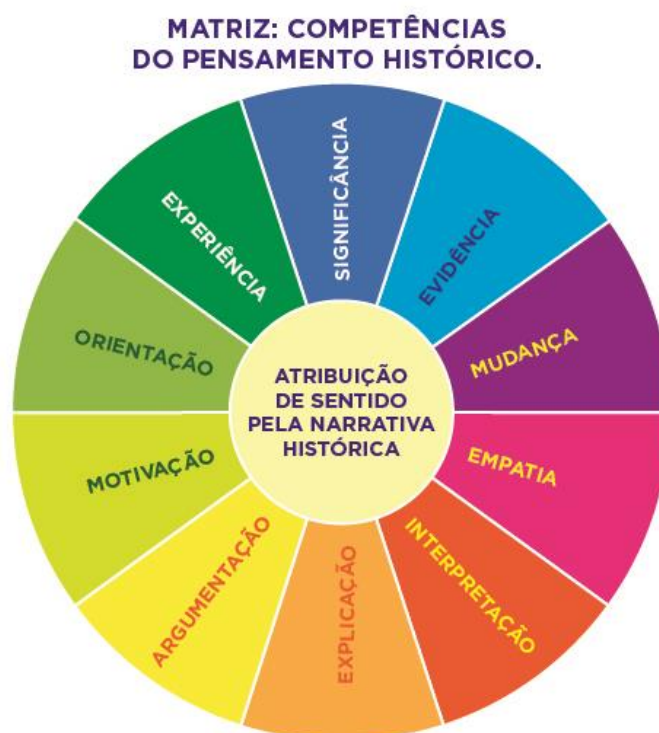 MATRIZ: COMPETÊNCIAS
DO PENSAMENTO HISTÓRICO.
SIGNIFICÂNCIA
EVIDÊNCIA
MUDANÇA
EMPATIA
INTERPRETAÇÃO
EXPLICAÇÃO
ARGUMENTAÇÃO
MOTIVAÇÃO
ORIENTAÇÃO
EXPERIÊNCIA
ATRIBUIÇÃO
DE SENTIDO
PELA NARRATIVA
HISTÓRICA